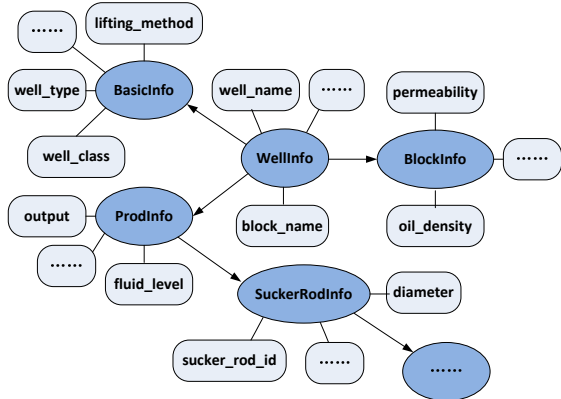 lifting_method
……
well_type
BasicInfo
well_name
……
permeability
well_class
WellInfo
BlockInfo
……
output
ProdInfo
block_name
oil_density
……
fluid_level
SuckerRodInfo
diameter
sucker_rod_id
……
……